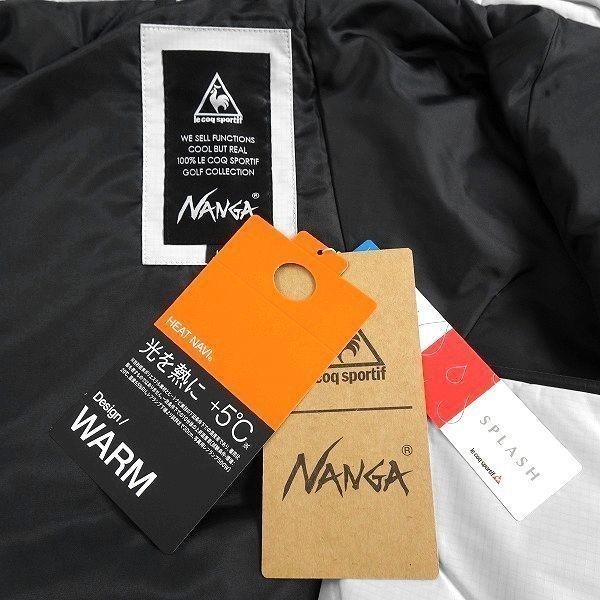 le coq sportif
WE SELL FUNCTIONS
COOL BUT REAL
100% LE COQ SPORTIF
GOLF COLLECTION
NANGA®
HEAT NAVI®
光を熱に
+5℃※
Design/
WARM
le coq sportif
NANGA®
SPLASH
le coq sportif